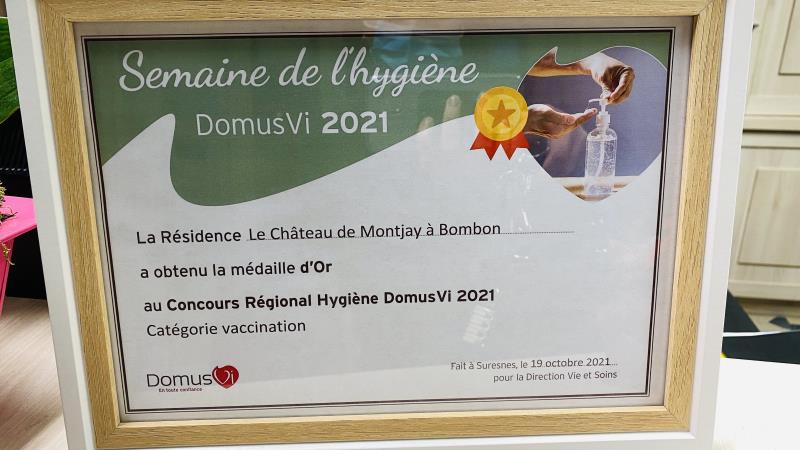 Semaine de l'hygiène
DomusVi 2021
La Résidence Le Château de Montjay à Bombon
a obtenu la médaille d'Or
au Concours Régional Hygiène DomusVi 2021
Catégorie vaccination
DomusVi
En toute confiance
Fait à Suresnes, le 19 octobre 2021...
pour la Direction Vie et Soins